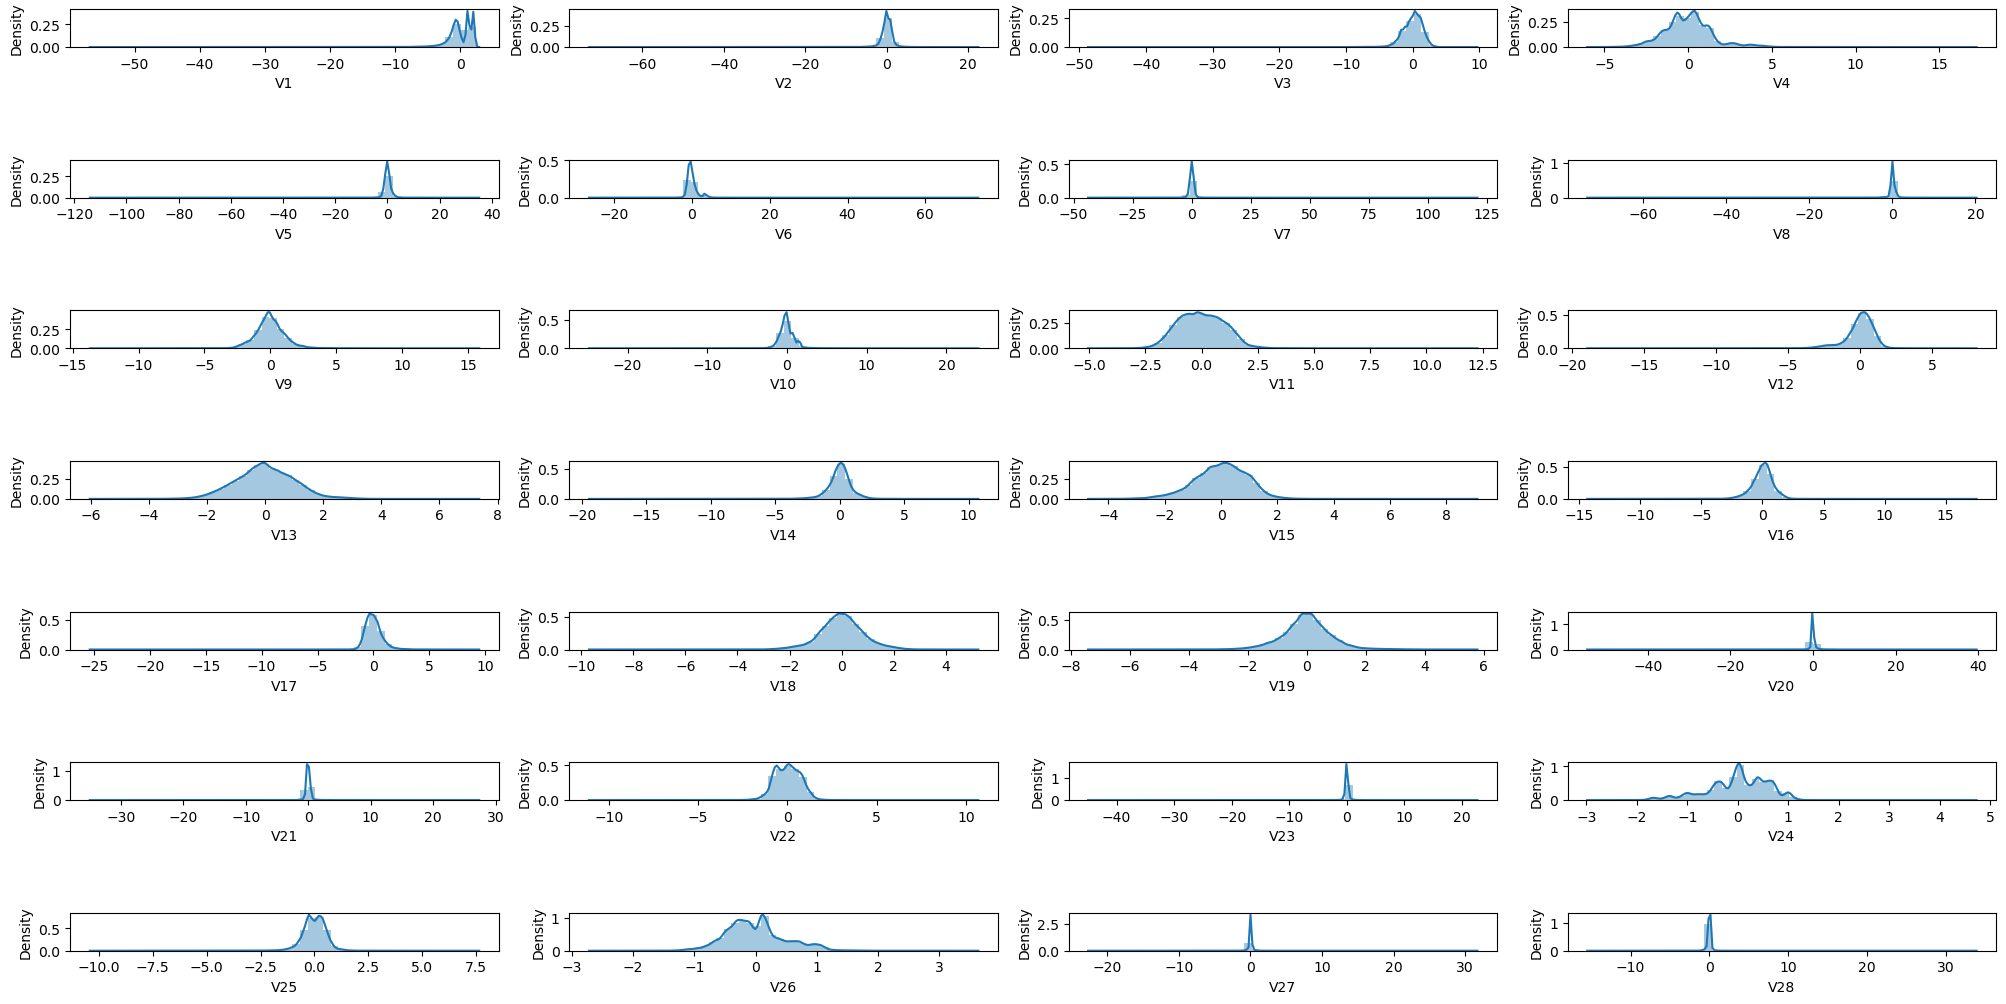 Density
0.25
0.00
−50 −40 −30 −20 −10 0
V1
Density
0.25
0.00
−60 −40 −20 0 20
V2
Density
0.25
0.00
−50 −40 −30 −20 −10 0 10
V3
Density
0.25
0.00
−5 0 5 10 15
V4
Density
0.25
0.00
−120 −100 −80 −60 −40 −20 0 20 40
V5
Density
0.5
0.0
−20 0 20 40 60
V6
Density
0.5
0.0
−50 −25 0 25 50 75 100 125
V7
Density
1
0
−60 −40 −20 0 20
V8
Density
0.25
0.00
−15 −10 −5 0 5 10 15
V9
Density
0.5
0.0
−20 −10 0 10 20
V10
Density
0.25
0.00
−5.0 −2.5 0.0 2.5 5.0 7.5 10.0 12.5
V11
Density
0.5
0.0
−20 −15 −10 −5 0 5
V12
Density
0.25
0.00
−6 −4 −2 0 2 4 6 8
V13
Density
0.5
0.0
−20 −15 −10 −5 0 5 10
V14
Density
0.25
0.00
−4 −2 0 2 4 6 8
V15
Density
0.5
0.0
−15 −10 −5 0 5 10 15
V16
Density
0.5
0.0
−25 −20 −15 −10 −5 0 5 10
V17
Density
0.5
0.0
−10 −8 −6 −4 −2 0 2 4
V18
Density
0.5
0.0
−8 −6 −4 −2 0 2 4 6
V19
Density
1
0
−40 −20 0 20 40
V20
Density
1
0
−30 −20 −10 0 10 20 30
V21
Density
0.5
0.0
−10 −5 0 5 10
V22
Density
1
0
−40 −30 −20 −10 0 10 20
V23
Density
1
0
−3 −2 −1 0 1 2 3 4 5
V24
Density
0.5
0.0
−10.0 −7.5 −5.0 −2.5 0.0 2.5 5.0 7.5
V25
Density
1
0
−3 −2 −1 0 1 2 3
V26
Density
2.5
0.0
−20 −10 0 10 20 30
V27
Density
1
0
−10 0 10 20 30
V28